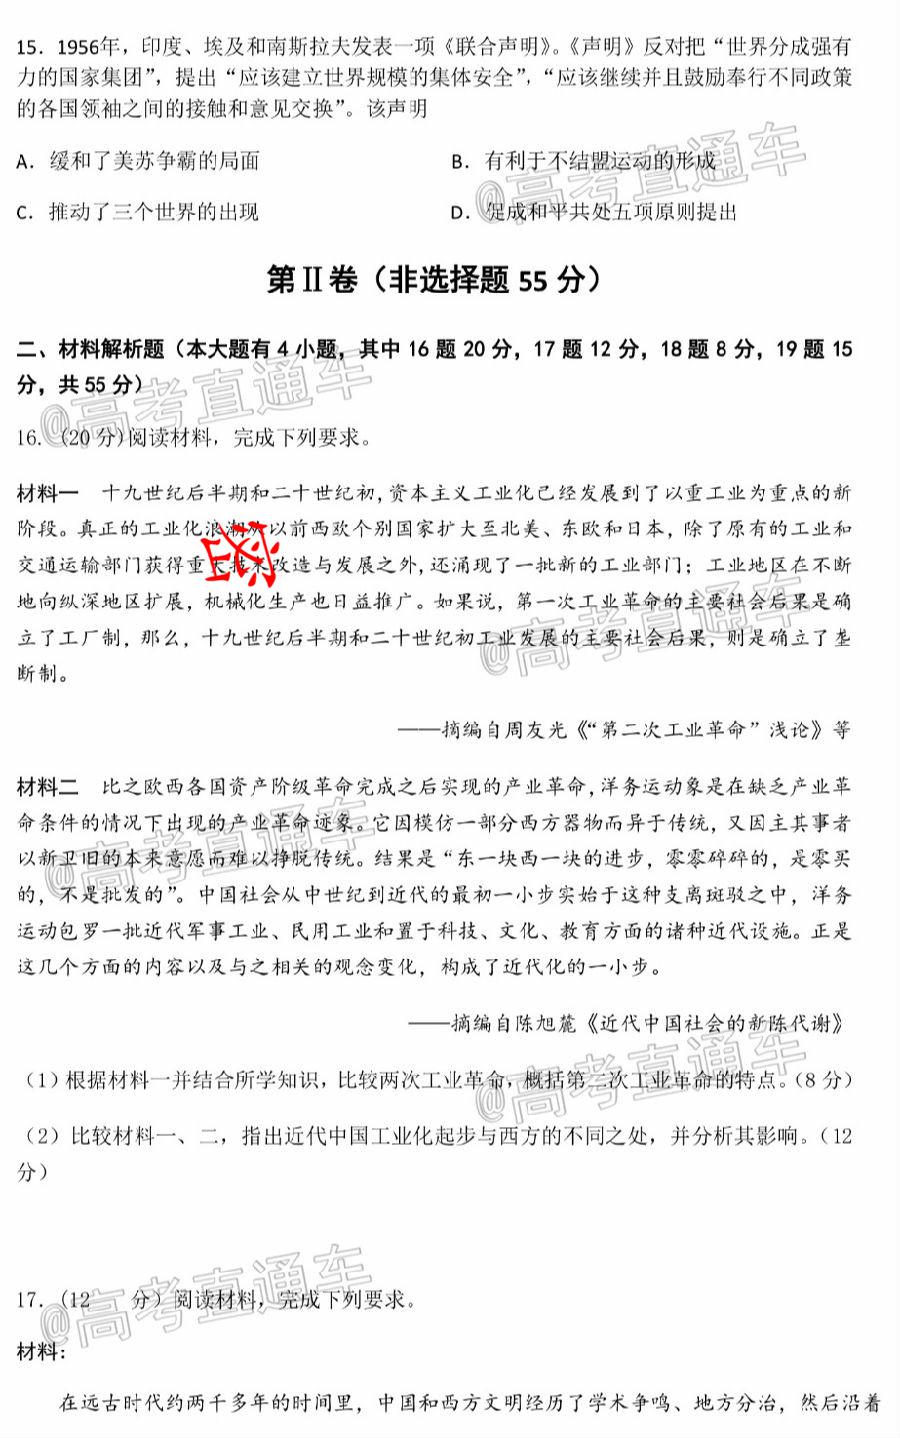 15. 1956年，印度、埃及和南斯拉夫发表一项《联合声明》。《声明》反对把“世界分成强有
力的国家集团”，提出“应该建立世界规模的集体安全”，“应该继续并且鼓励奉行不同政策
的各国领袖之间的接触和意见交换”。该声明
A. 缓和了美苏争霸的局面 B. 有利于不结盟运动的形成
C. 推动了三个世界的出现 D. 促成和平共处五项原则提出
第Ⅱ卷（非选择题 55 分）
二、材料解析题（本大题有 4 小题，其中 16 题 20 分，17 题 12 分，18 题 8 分，19 题 15
分，共 55 分）
16. (20 分)阅读材料，完成下列要求。
材料一 十九世纪后半期和二十世纪初，资本主义工业化已经发展到了以重工业为重点的新
阶段。真正的工业化浪潮从以前西欧个别国家扩大至北美、东欧和日本，除了原有的工业和
交通运输部门获得重大技术改造与发展之外，还涌现了一批新的工业部门；工业地区在不断
地向纵深地区扩展，机械化生产也日益推广。如果说，第一次工业革命的主要社会后果是确
立了工厂制，那么，十九世纪后半期和二十世纪初工业发展的主要社会后果，则是确立了垄
断制。
——摘编自周友光《“第二次工业革命”浅论》等
材料二 比之欧西各国资产阶级革命完成之后实现的产业革命，洋务运动象是在缺乏产业革
命条件的情况下出现的产业革命迹象。它因模仿一部分西方器物而异于传统，又因主其事者
以新卫旧的本来意愿而难以挣脱传统。结果是“东一块西一块的进步，零零碎碎的，是零买
的，不是批发的”。中国社会从中世纪到近代的最初一小步实始于这种支离斑驳之中，洋务
运动包罗一批近代军事工业、民用工业和置于科技、文化、教育方面的诸种近代设施。正是
这几个方面的内容以及与之相关的观念变化，构成了近代化的一小步。
——摘编自陈旭麓《近代中国社会的新陈代谢》
（1）根据材料一并结合所学知识，比较两次工业革命，概括第二次工业革命的特点。（8 分）
（2）比较材料一、二，指出近代中国工业化起步与西方的不同之处，并分析其影响。（12
分）
17. (12 分）阅读材料，完成下列要求。
材料：
在远古时代约两千多年的时间里，中国和西方文明经历了学术争鸣、地方分治，然后沿着
@高考直通车
@高考直通车
@高考直通车
@高考直通车
@高考直通车
@高考直通车